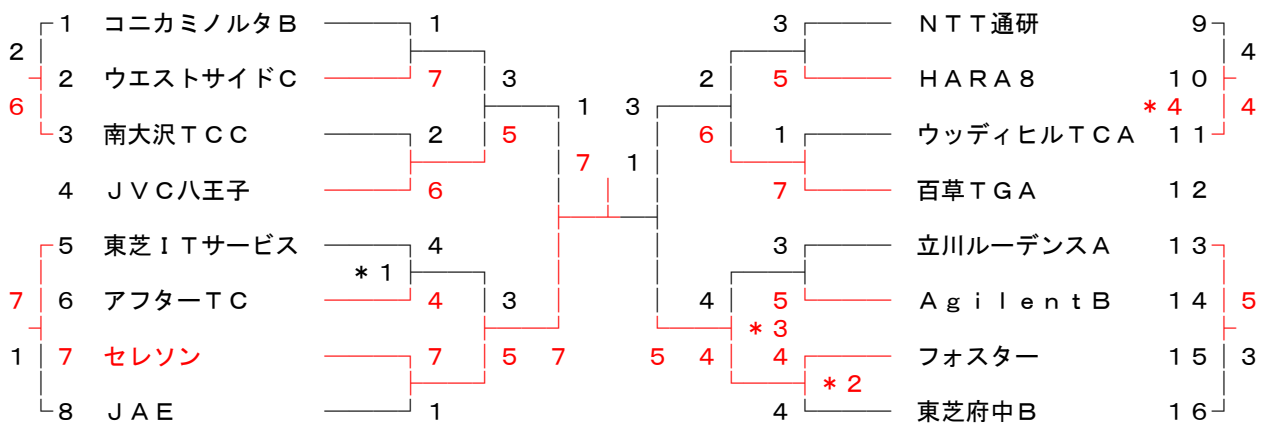 1 コニカミノルタB 1 3 NTT通研 9
2 4
2 ウエストサイドC 7 3 2 5 HARA8 10
6 1 3 *4 4
3 南大沢TCC 2 5 6 1 ウッディヒルTCA 11
7 1
4 JVC八王子 6 7 百草TGA 12
5 東芝ITサービス 4 3 立川ルーデンスA 13
*1
7 6 アフターTC 4 3 4 5 AgilentB 14 5
*3
1 7 セレソン 7 5 7 5 4 4 フォスター 15 3
*2
8 JAE 1 4 東芝府中B 16